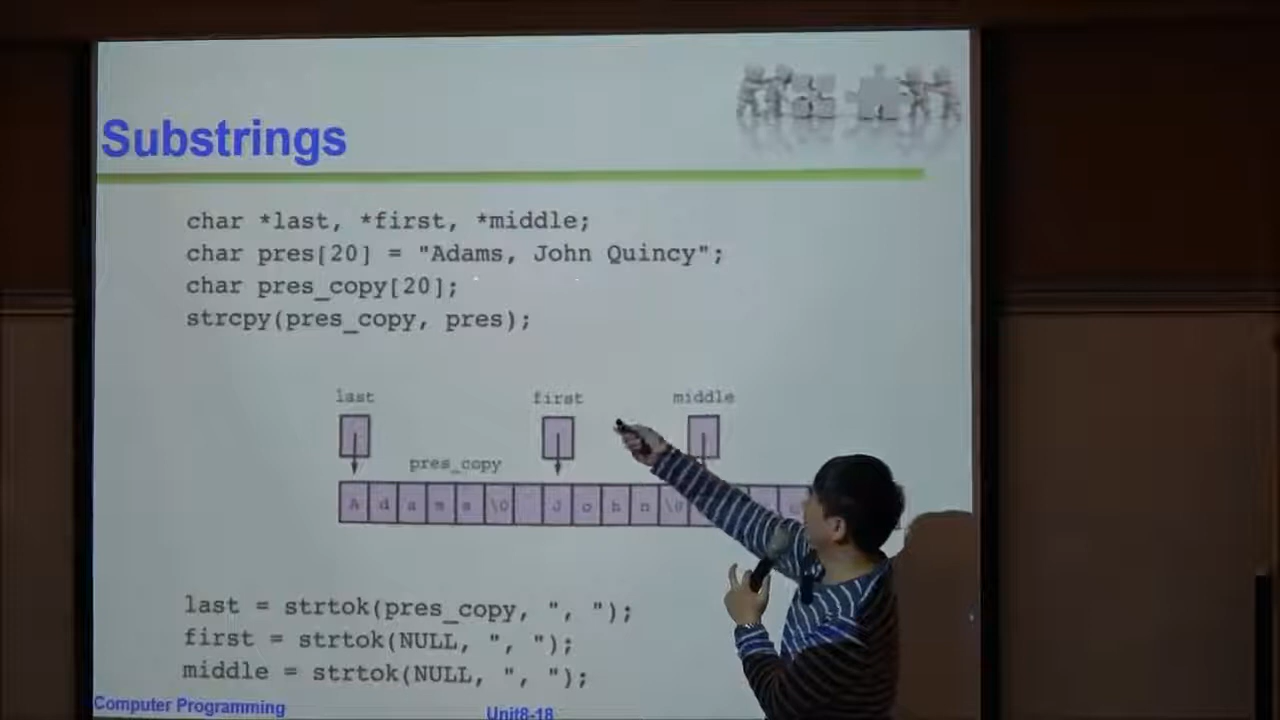 Substrings
char *last, *first, *middle;
char pres[20] = "Adams, John Quincy";
char pres_copy[20];
strcpy(pres_copy, pres);
last first middle
pres_copy
A d a m s \0 J o h n \0
last = strtok(pres_copy, ", ");
first = strtok(NULL, ", ");
middle = strtok(NULL, ", ");
Computer Programming Unit8-18